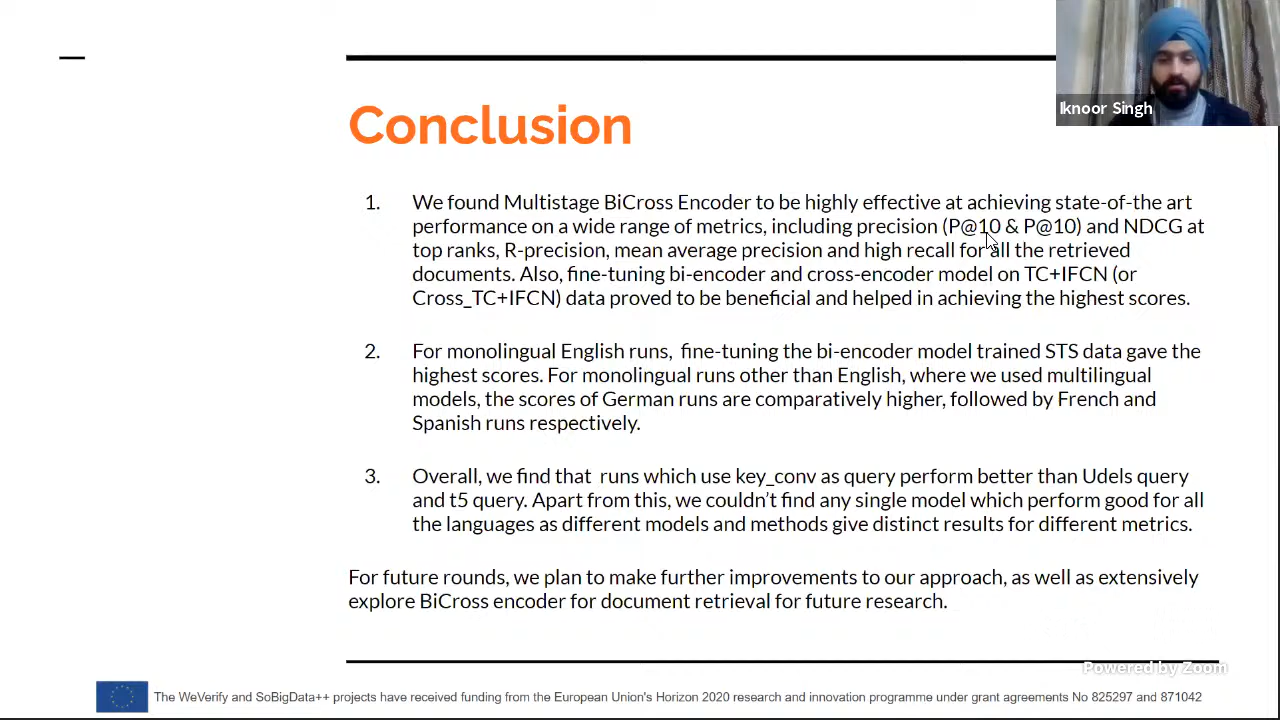 Iknoor Singh
Conclusion
1. We found Multistage BiCross Encoder to be highly effective at achieving state-of-the art
performance on a wide range of metrics, including precision (P@10 & P@10) and NDCG at
top ranks, R-precision, mean average precision and high recall for all the retrieved
documents. Also, fine-tuning bi-encoder and cross-encoder model on TC+IFCN (or
Cross_TC+IFCN) data proved to be beneficial and helped in achieving the highest scores.
2. For monolingual English runs, fine-tuning the bi-encoder model trained STS data gave the
highest scores. For monolingual runs other than English, where we used multilingual
models, the scores of German runs are comparatively higher, followed by French and
Spanish runs respectively.
3. Overall, we find that runs which use key_conv as query perform better than Udels query
and t5 query. Apart from this, we couldn't find any single model which perform good for all
the languages as different models and methods give distinct results for different metrics.
For future rounds, we plan to make further improvements to our approach, as well as extensively
explore BiCross encoder for document retrieval for future research.
Powered by Zoom
The WeVerify and SoBigData++ projects have received funding from the European Union's Horizon 2020 research and innovation programme under grant agreements No 825297 and 871042